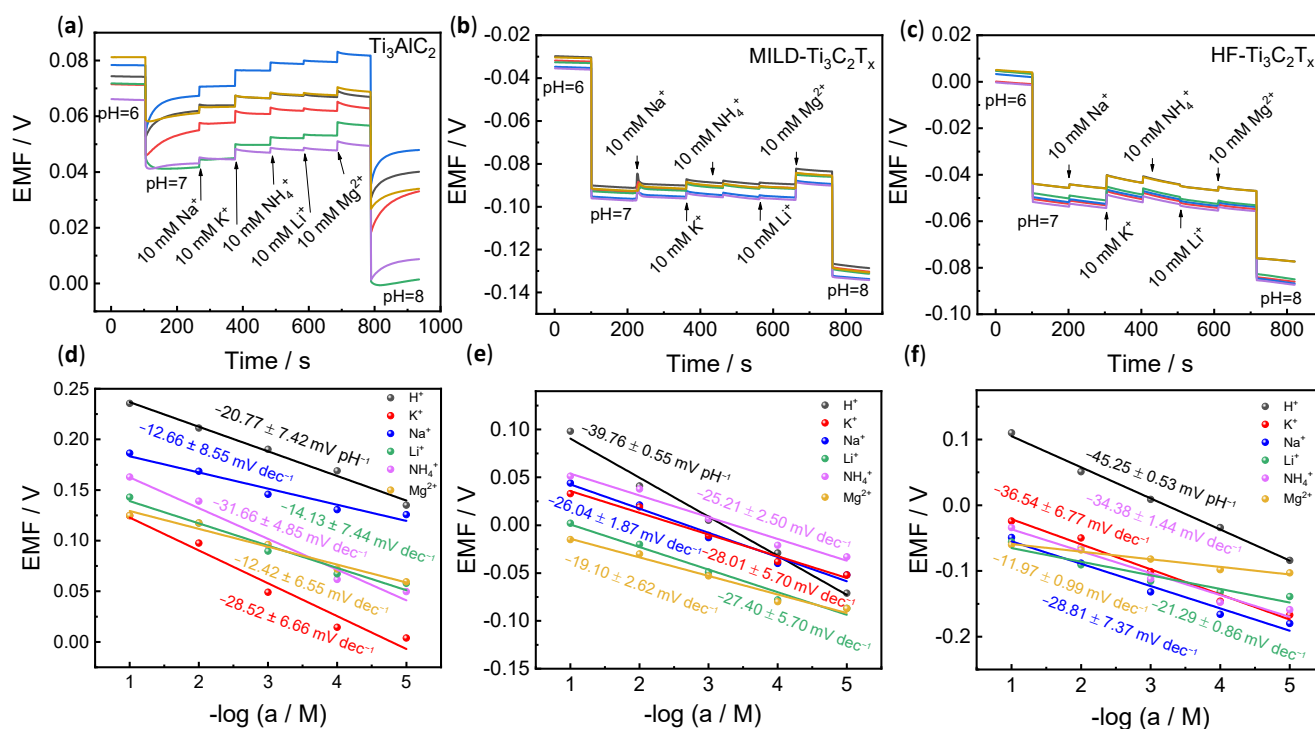 (a)
Ti₃AlC₂
EMF / V
0.08
0.06
0.04
0.02
0.00
pH=6
pH=7
pH=8
10 mM Na⁺
10 mM K⁺
10 mM NH₄⁺
10 mM Li⁺
10 mM Mg²⁺
0
200
400
600
800
1000
Time / s
(b)
MILD-Ti₃C₂Tₓ
EMF / V
-0.02
-0.04
-0.06
-0.08
-0.10
-0.12
-0.14
pH=6
pH=7
pH=8
10 mM Na⁺
10 mM NH₄⁺
10 mM Mg²⁺
10 mM K⁺
10 mM Li⁺
0
200
400
600
800
Time / s
(c)
HF-Ti₃C₂Tₓ
EMF / V
0.02
0.00
-0.02
-0.04
-0.06
-0.08
-0.10
pH=6
pH=7
pH=8
10 mM Na⁺
10 mM NH₄⁺
10 mM Mg²⁺
10 mM K⁺
10 mM Li⁺
0
200
400
600
800
Time / s
(d)
EMF / V
0.25
0.20
0.15
0.10
0.05
0.00
H⁺
K⁺
Na⁺
Li⁺
NH₄⁺
Mg²⁺
−20.77 ± 7.42 mV pH⁻¹
−12.66 ± 8.55 mV dec⁻¹
−14.13 ± 7.44 mV dec⁻¹
−31.66 ± 4.85 mV dec⁻¹
−12.42 ± 6.55 mV dec⁻¹
−28.52 ± 6.66 mV dec⁻¹
1
2
3
4
5
-log (a / M)
(e)
EMF / V
0.10
0.05
0.00
-0.05
-0.10
-0.15
H⁺
K⁺
Na⁺
Li⁺
NH₄⁺
Mg²⁺
−39.76 ± 0.55 mV pH⁻¹
−25.21 ± 2.50 mV dec⁻¹
−26.04 ± 1.87 mV dec⁻¹
−28.01 ± 5.70 mV dec⁻¹
−19.10 ± 2.62 mV dec⁻¹
−27.40 ± 5.70 mV dec⁻¹
1
2
3
4
5
-log (a / M)
(f)
EMF / V
0.1
0.0
-0.1
-0.2
H⁺
K⁺
Na⁺
Li⁺
NH₄⁺
Mg²⁺
−45.25 ± 0.53 mV pH⁻¹
−36.54 ± 6.77 mV dec⁻¹
−34.38 ± 1.44 mV dec⁻¹
−11.97 ± 0.99 mV dec⁻¹
−21.29 ± 0.86 mV dec⁻¹
−28.81 ± 7.37 mV dec⁻¹
1
2
3
4
5
-log (a / M)